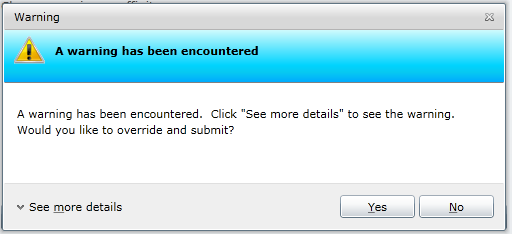 Warning
A warning has been encountered
A warning has been encountered.  Click "See more details" to see the warning.
Would you like to override and submit?
See more details
Yes
No